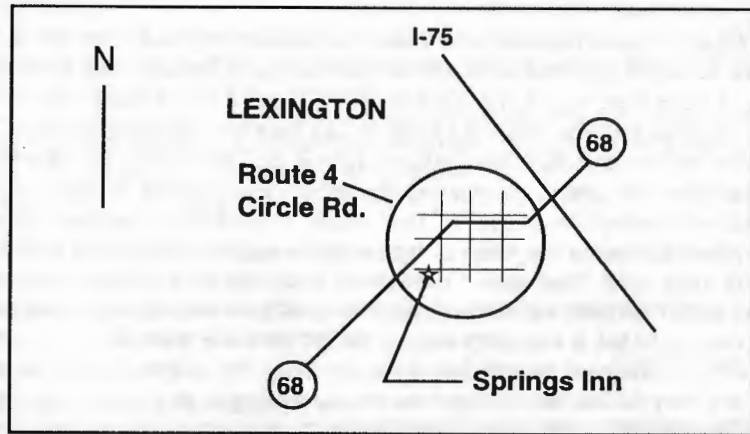 I-75
N
LEXINGTON
68
Route 4
Circle Rd.
68
Springs Inn